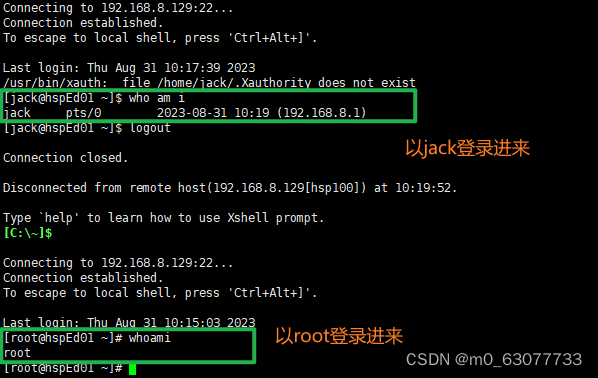 Connecting to 192.168.8.129:22...
Connection established.
To escape to local shell, press 'Ctrl+Alt+]'.
Last login: Thu Aug 31 10:17:39 2023
/usr/bin/xauth:  file /home/jack/.Xauthority does not exist
[jack@hspEd01 ~]$ who am i
jack     pts/0        2023-08-31 10:19 (192.168.8.1)
[jack@hspEd01 ~]$ logout
以jack登录进来
Connection closed.
Disconnected from remote host(192.168.8.129[hsp100]) at 10:19:52.
Type `help' to learn how to use Xshell prompt.
[C:\~]$
Connecting to 192.168.8.129:22...
Connection established.
To escape to local shell, press 'Ctrl+Alt+]'.
Last login: Thu Aug 31 10:15:03 2023
[root@hspEd01 ~]# whoami
以root登录进来
root
[root@hspEd01 ~]#
CSDN @m0_63077733